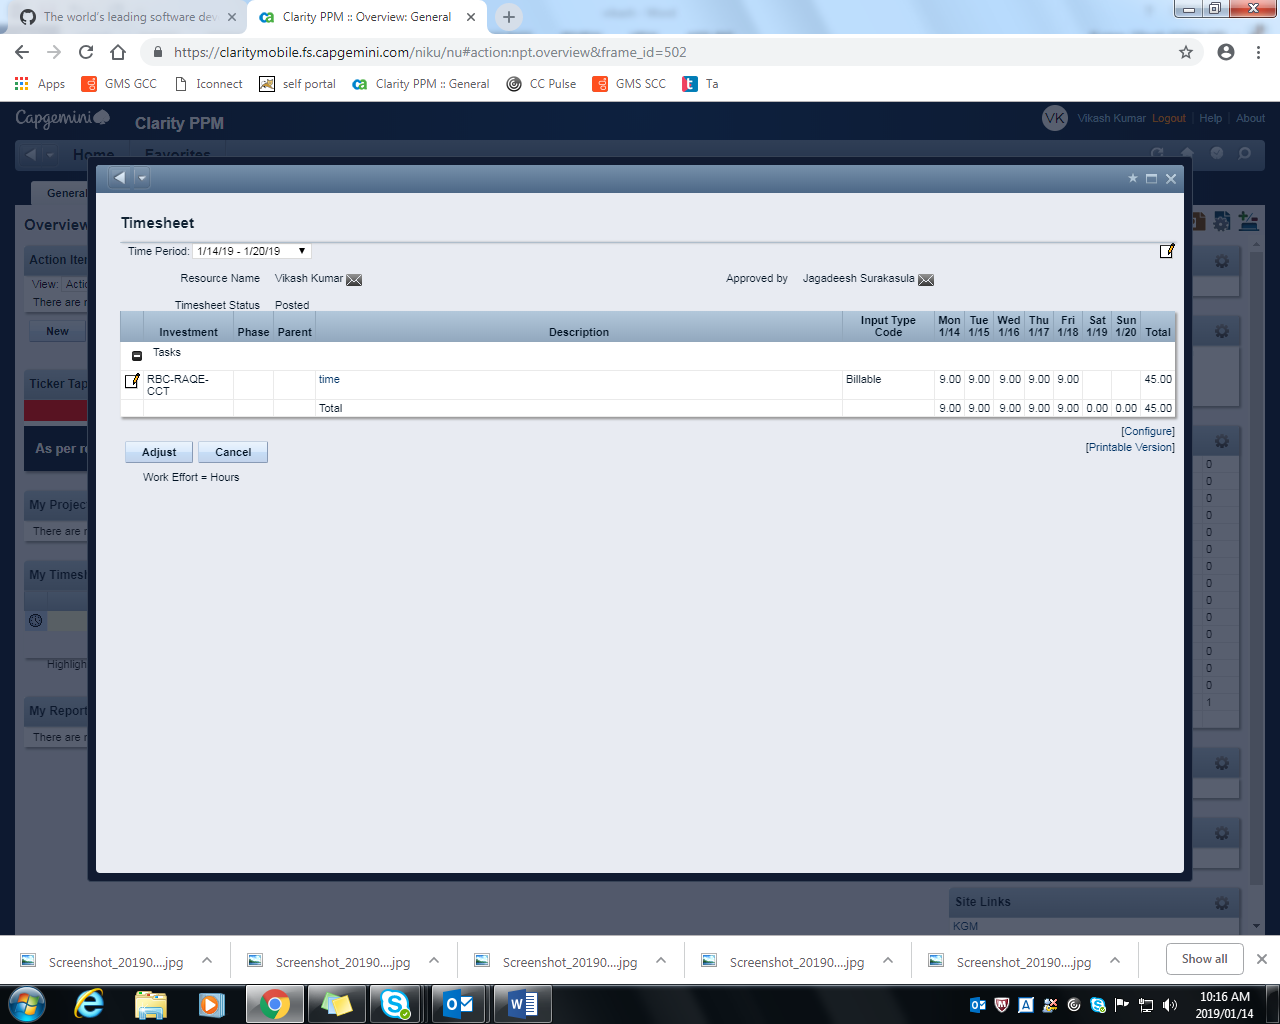 The world's leading software dev
Clarity PPM :: Overview: General
https://claritymobile.fs.capgemini.com/niku/nu#action:npt.overview&frame_id=502
Apps
GMS GCC
Iconnect
self portal
Clarity PPM :: General
CC Pulse
GMS SCC
Ta
Capgemini
Clarity PPM
VK
Vikash Kumar
Logout
Help
About
Home
Favorites
General
Overview
Action Iter
View: Actio
There are r
New
Ticker Tap
As per r
My Project
There are r
My Timesh
Highligh
My Report
There are r
Timesheet
Time Period: 1/14/19 - 1/20/19
Resource Name Vikash Kumar
Approved by Jagadeesh Surakasula
Timesheet Status Posted
Investment Phase Parent Description Input Type Code Mon 1/14 Tue 1/15 Wed 1/16 Thu 1/17 Fri 1/18 Sat 1/19 Sun 1/20 Total
Tasks
RBC-RAQE-CCT time Billable 9.00 9.00 9.00 9.00 9.00 45.00
Total 9.00 9.00 9.00 9.00 9.00 0.00 0.00 45.00
[Configure]
[Printable Version]
Adjust
Cancel
Work Effort = Hours
0
0
0
0
0
0
0
0
0
0
0
0
0
0
1
Site Links
KGM
Screenshot_20190....jpg
Screenshot_20190....jpg
Screenshot_20190....jpg
Screenshot_20190....jpg
Screenshot_20190....jpg
Show all
10:16 AM
2019/01/14